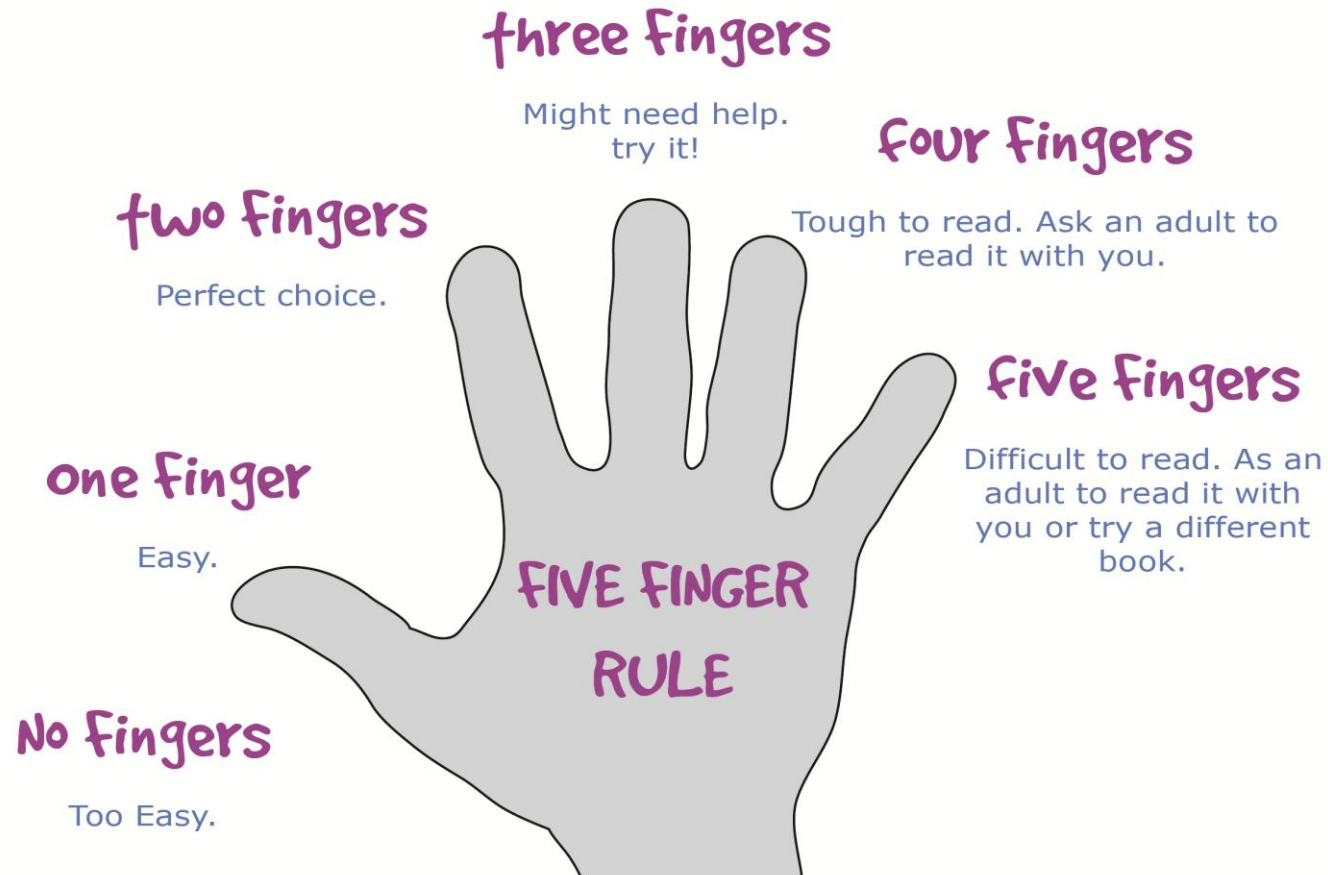 three fingers
Might need help.
try it!
four fingers
Tough to read. Ask an adult to
read it with you.
two fingers
Perfect choice.
five fingers
Difficult to read. As an
adult to read it with
you or try a different
book.
one finger
Easy.
FIVE FINGER
RULE
No fingers
Too Easy.